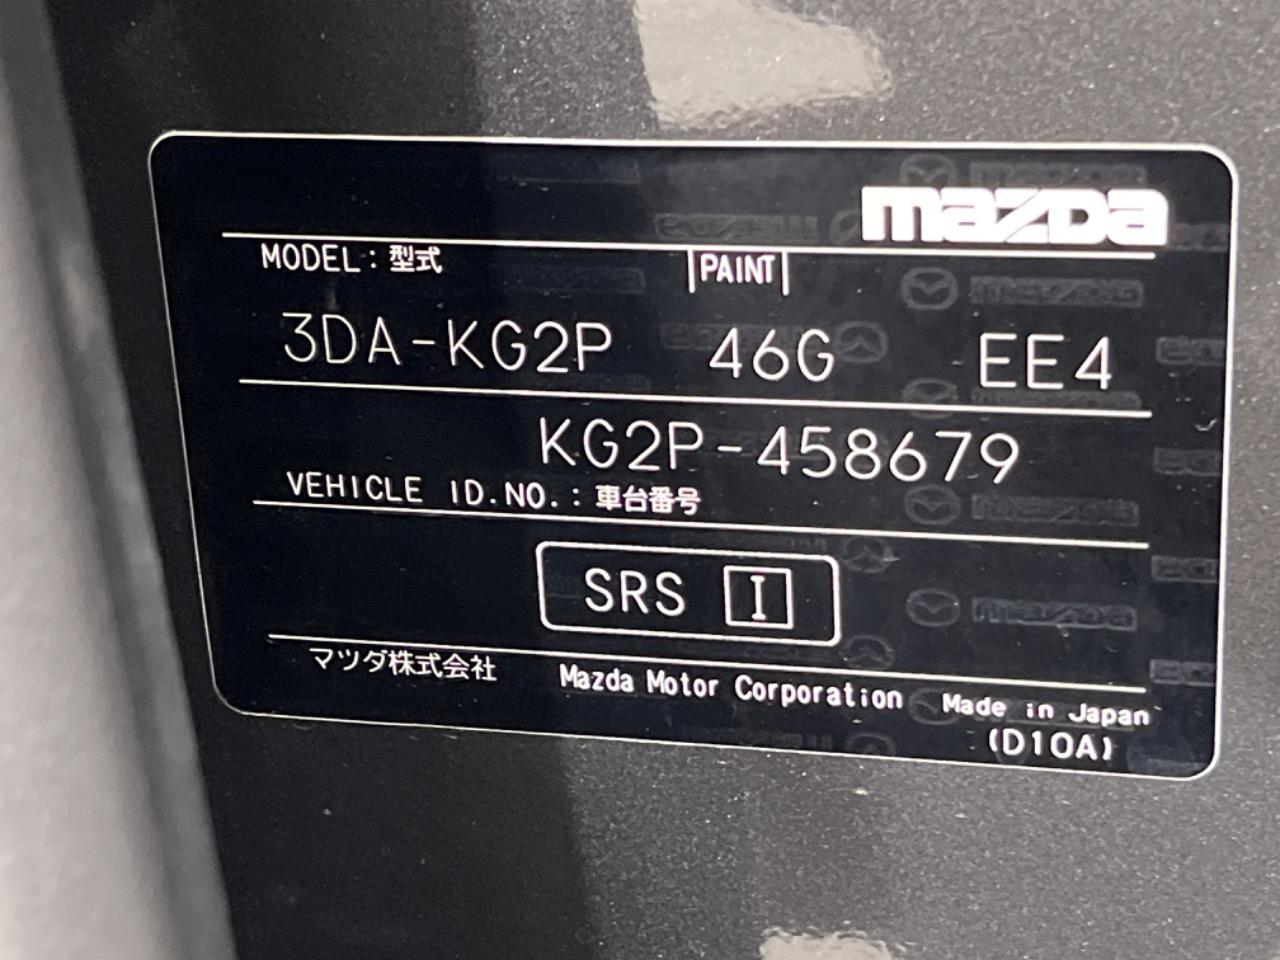 mazda
MODEL : 型式 PAINT
3DA-KG2P 46G EE4
KG2P-458679
VEHICLE ID.NO. : 車台番号
SRS I
マツダ株式会社 Mazda Motor Corporation Made in Japan
(D10A)